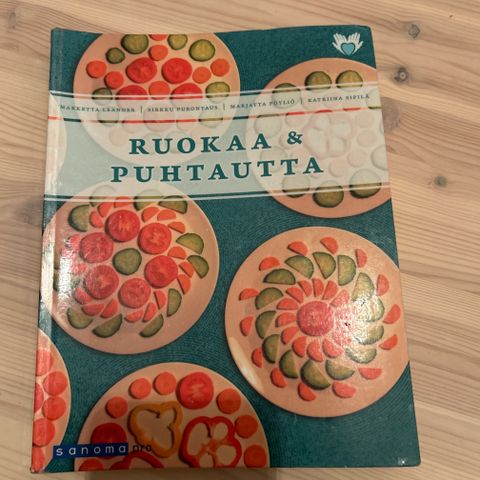 MARKETTA LEANDER | SIRKKU PURONTAUS | MARJATTA PÖYLIÖ | KATRIINA SIPILÄ
RUOKAA &
PUHTAUTTA
sanoma pro